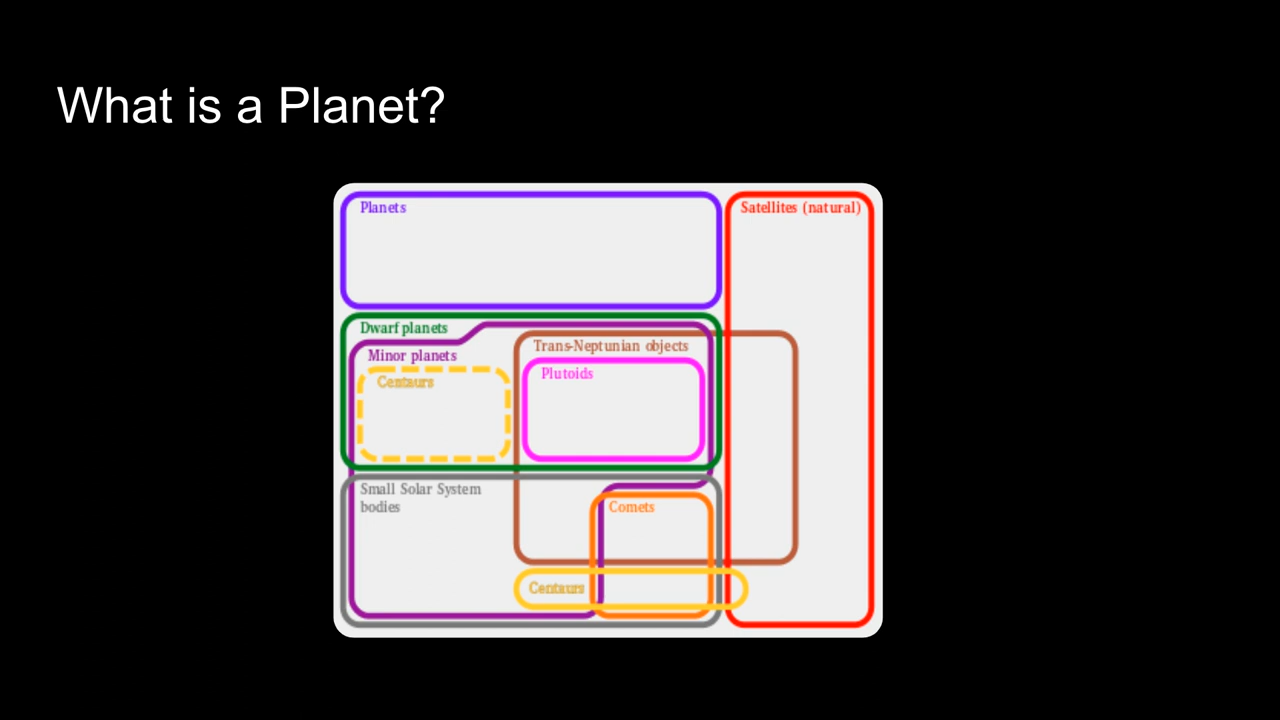 What is a Planet?
Planets
Satellites (natural)
Dwarf planets
Minor planets
Centaurs
Trans-Neptunian objects
Plutoids
Small Solar System
bodies
Comets
Centaurs